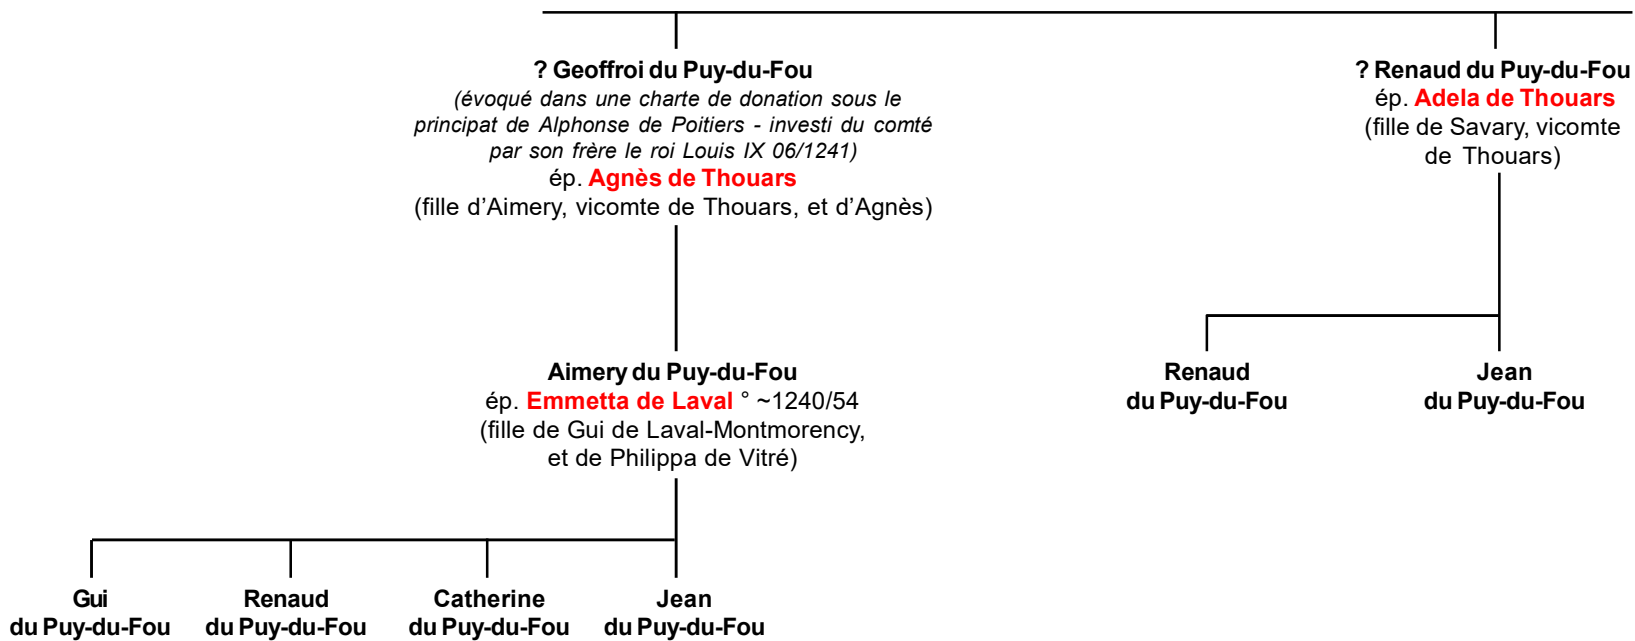 ? Geoffroi du Puy-du-Fou
(évoqué dans une charte de donation sous le
principat de Alphonse de Poitiers - investi du comté
par son frère le roi Louis IX 06/1241)
ép. Agnès de Thouars
(fille d’Aimery, vicomte de Thouars, et d’Agnès)
? Renaud du Puy-du-Fou
ép. Adela de Thouars
(fille de Savary, vicomte
de Thouars)
Aimery du Puy-du-Fou
ép. Emmetta de Laval ° ~1240/54
(fille de Gui de Laval-Montmorency,
et de Philippa de Vitré)
Renaud
du Puy-du-Fou
Jean
du Puy-du-Fou
Gui
du Puy-du-Fou
Renaud
du Puy-du-Fou
Catherine
du Puy-du-Fou
Jean
du Puy-du-Fou